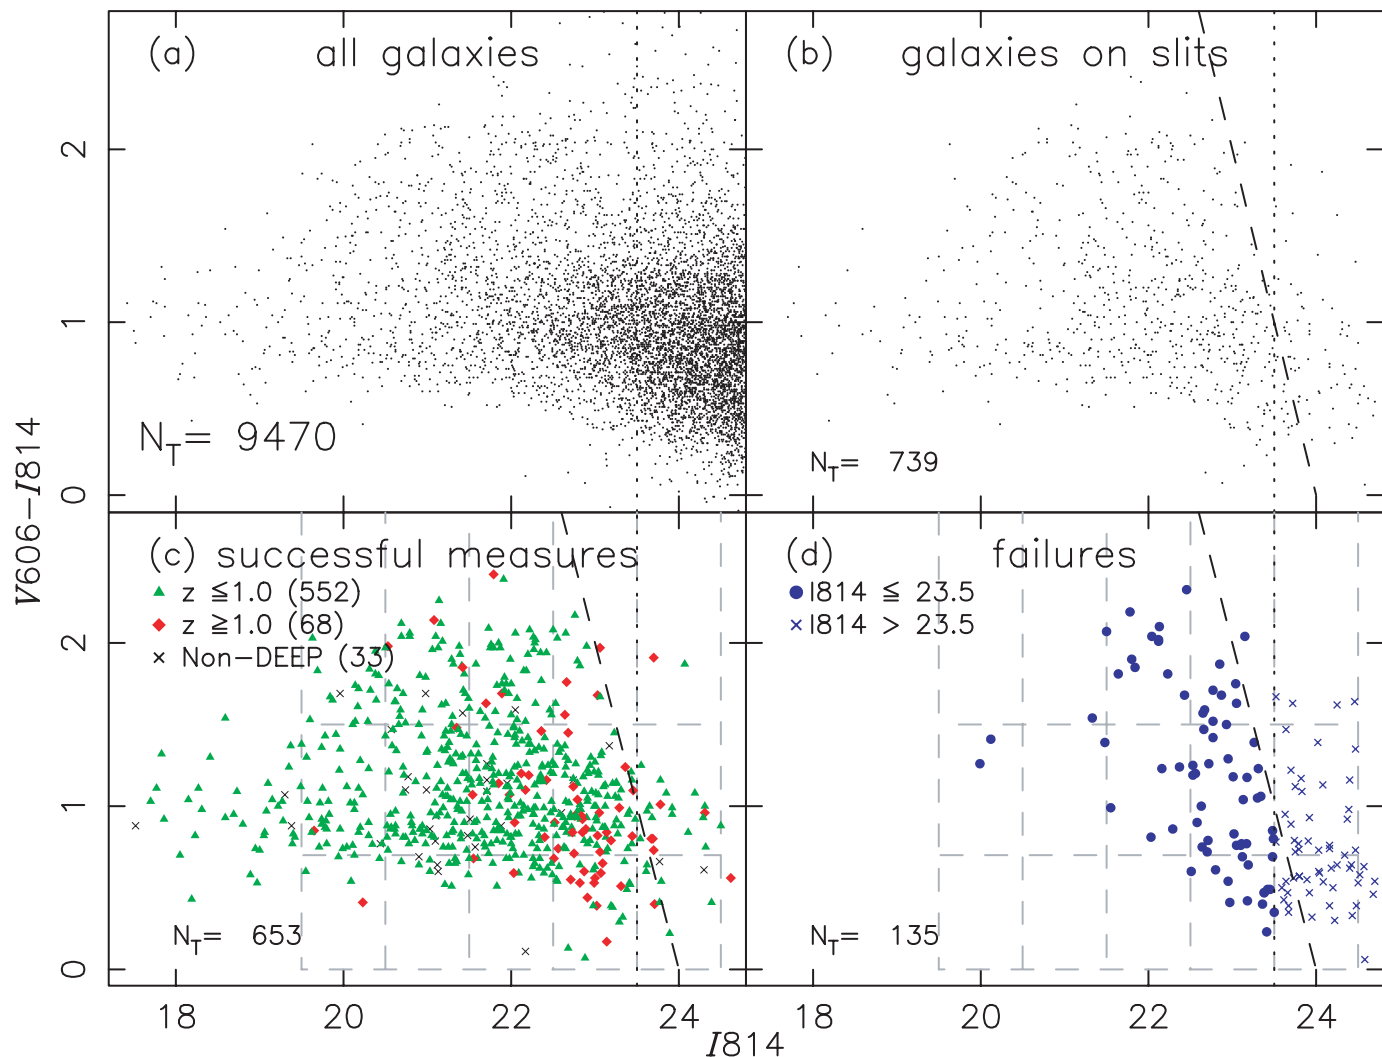 (a) all galaxies
(b) galaxies on slits
2
1
0
N_T= 9470
N_T= 739
V606−I814
(c) successful measures
z ≦1.0 (552)
z ≧1.0 (68)
Non−DEEP (33)
(d) failures
I814 ≦ 23.5
I814 > 23.5
2
1
0
N_T= 653
N_T= 135
18 20 22 24 18 20 22 24
I814